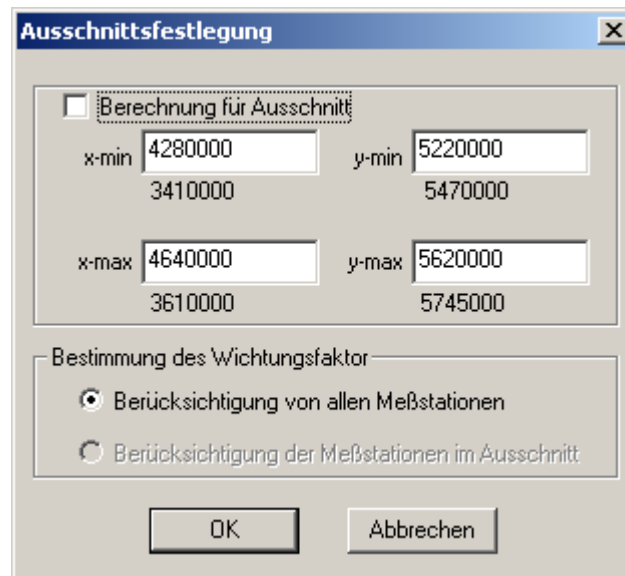 Ausschnittsfestlegung
Berechnung für Ausschnitt
x-min 4280000 y-min 5220000
3410000 5470000
x-max 4640000 y-max 5620000
3610000 5745000
Bestimmung des Wichtungsfaktor
Berücksichtigung von allen Meßstationen
Berücksichtigung der Meßstationen im Ausschnitt
OK Abbrechen